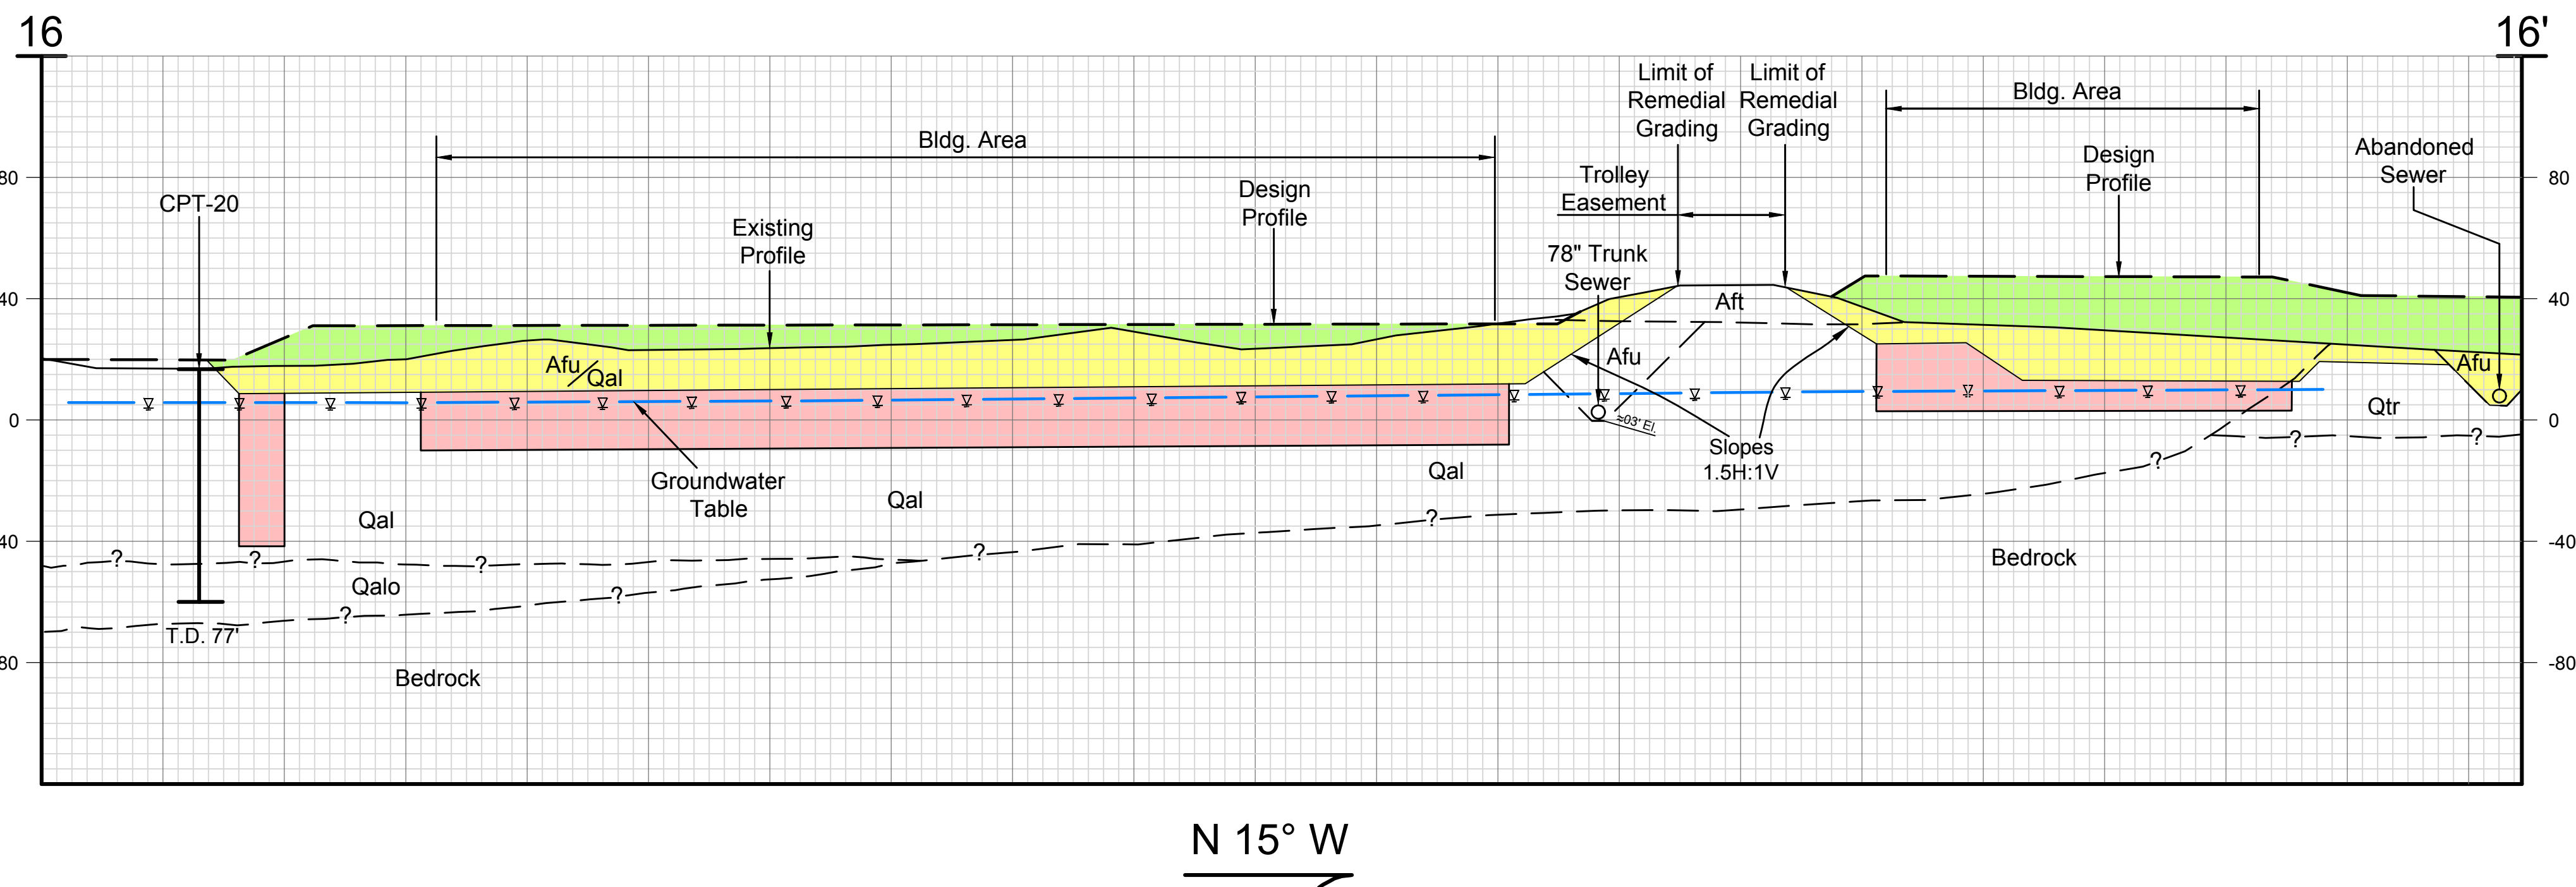 16
16'
Limit of
Remedial
Grading
Limit of
Remedial
Grading
Bldg. Area
Bldg. Area
Abandoned
Sewer
Design
Profile
Trolley
Easement
Design
Profile
80
80
CPT-20
Existing
Profile
78" Trunk
Sewer
40
40
Aft
Afu
Afu
Qal
Afu
Qtr
0
0
≈03' El.
Slopes
1.5H:1V
Groundwater
Table
Qal
Qal
Qal
?
?
?
?
?
?
?
?
?
?
40
-40
Bedrock
Qalo
T.D. 77'
80
-80
Bedrock
N 15° W